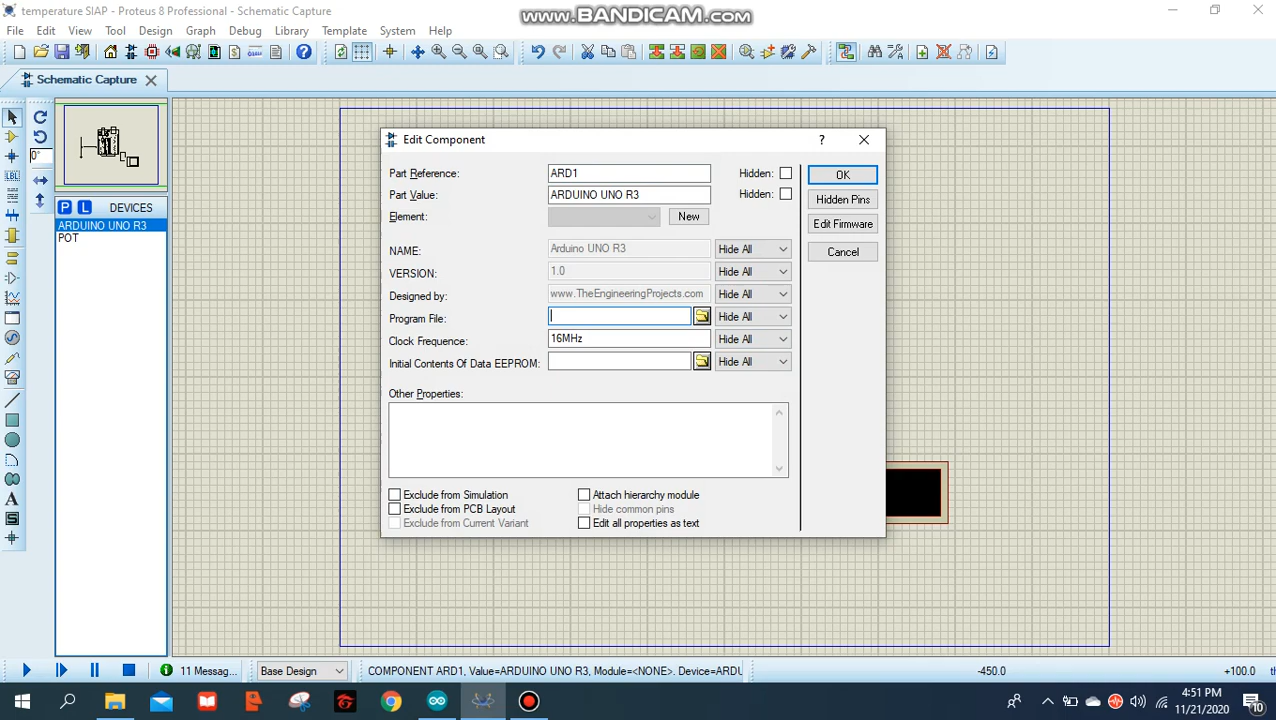 temperature SIAP - Proteus 8 Professional - Schematic Capture
www.BANDICAM.com
File Edit View Tool Design Graph Debug Library Template System Help
Schematic Capture
0°
P L DEVICES
ARDUINO UNO R3
POT
Edit Component
Part Reference: ARD1 Hidden:
Part Value: ARDUINO UNO R3 Hidden:
Element: New
NAME: Arduino UNO R3 Hide All
VERSION: 1.0 Hide All
Designed by: www.TheEngineeringProjects.com Hide All
Program File: Hide All
Clock Frequence: 16MHz Hide All
Initial Contents Of Data EEPROM: Hide All
Other Properties:
Exclude from Simulation Attach hierarchy module
Exclude from PCB Layout Hide common pins
Exclude from Current Variant Edit all properties as text
OK
Hidden Pins
Edit Firmware
Cancel
11 Messag... Base Design COMPONENT ARD1, Value=ARDUINO UNO R3, Module=<NONE>. Device=ARDU -450.0 +100.0 th
4:51 PM
11/21/2020
10